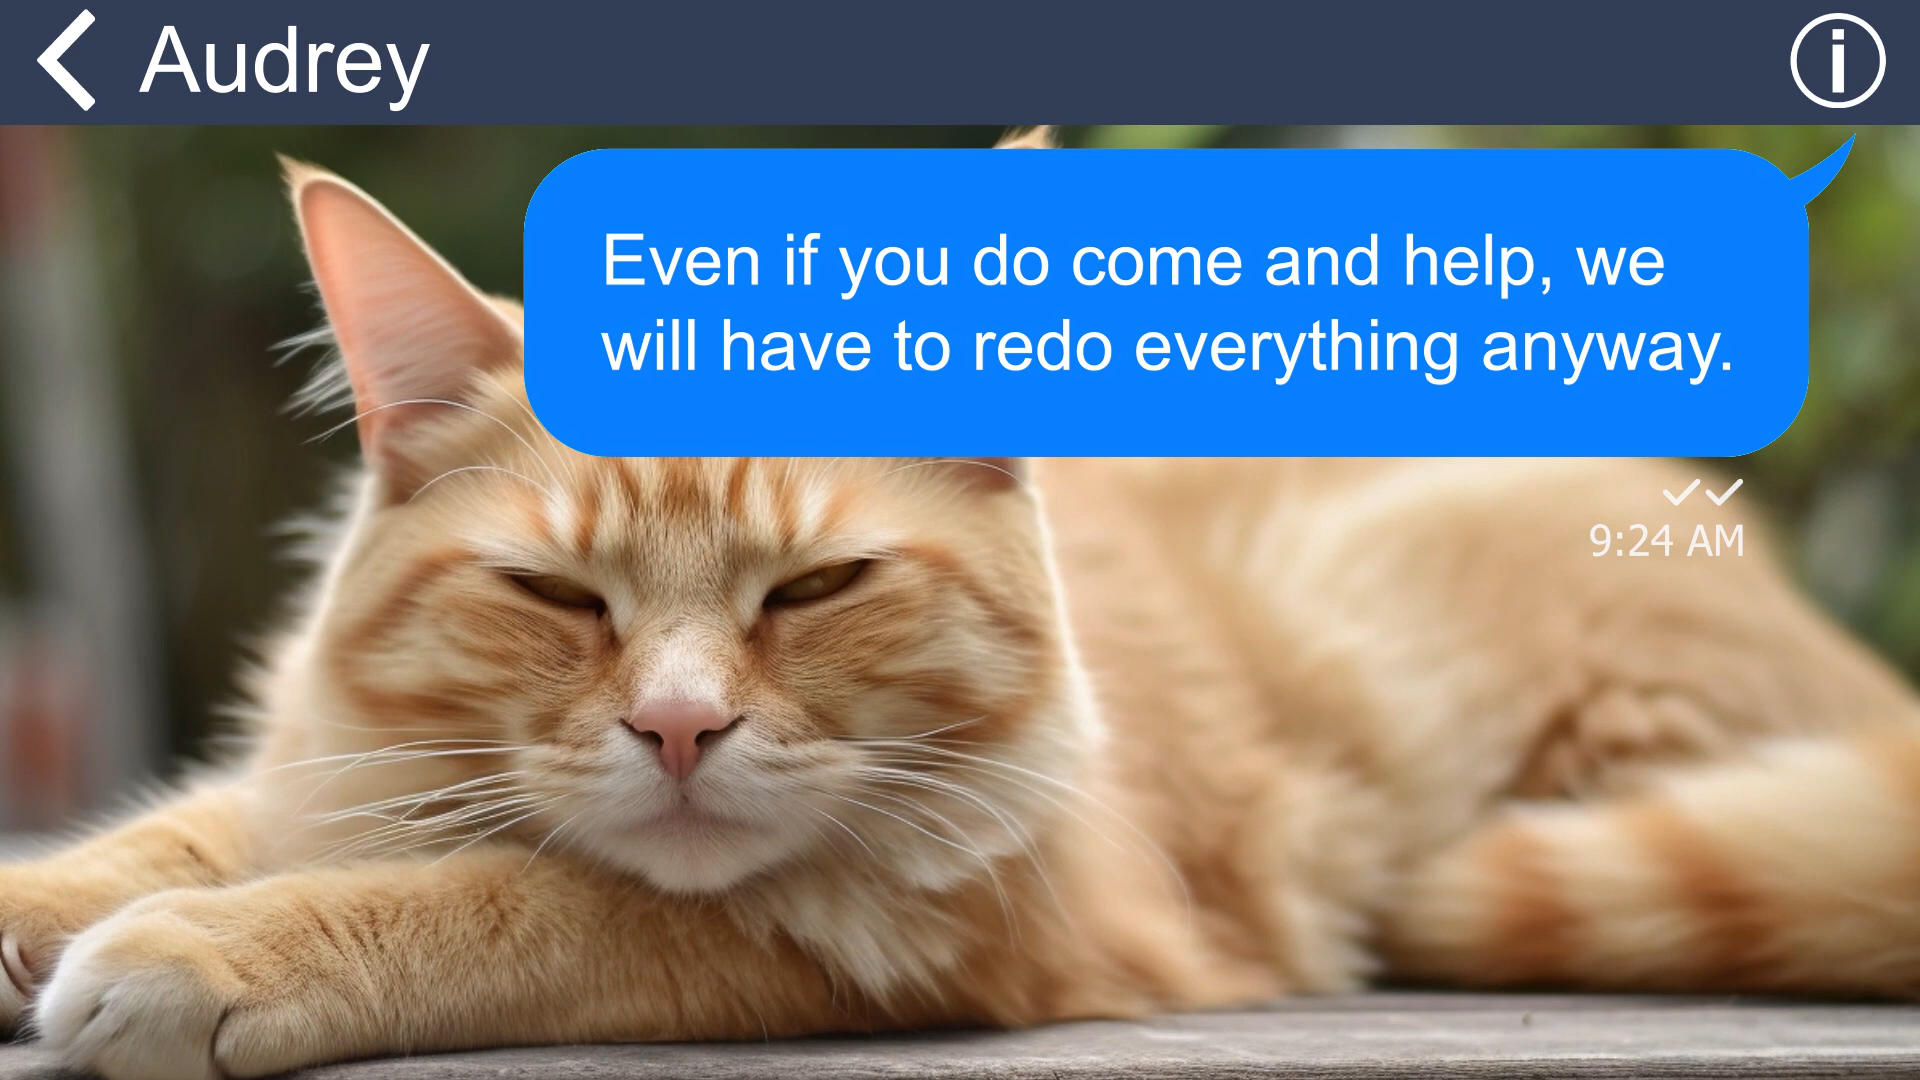 Audrey
Even if you do come and help, we
will have to redo everything anyway.
9:24 AM